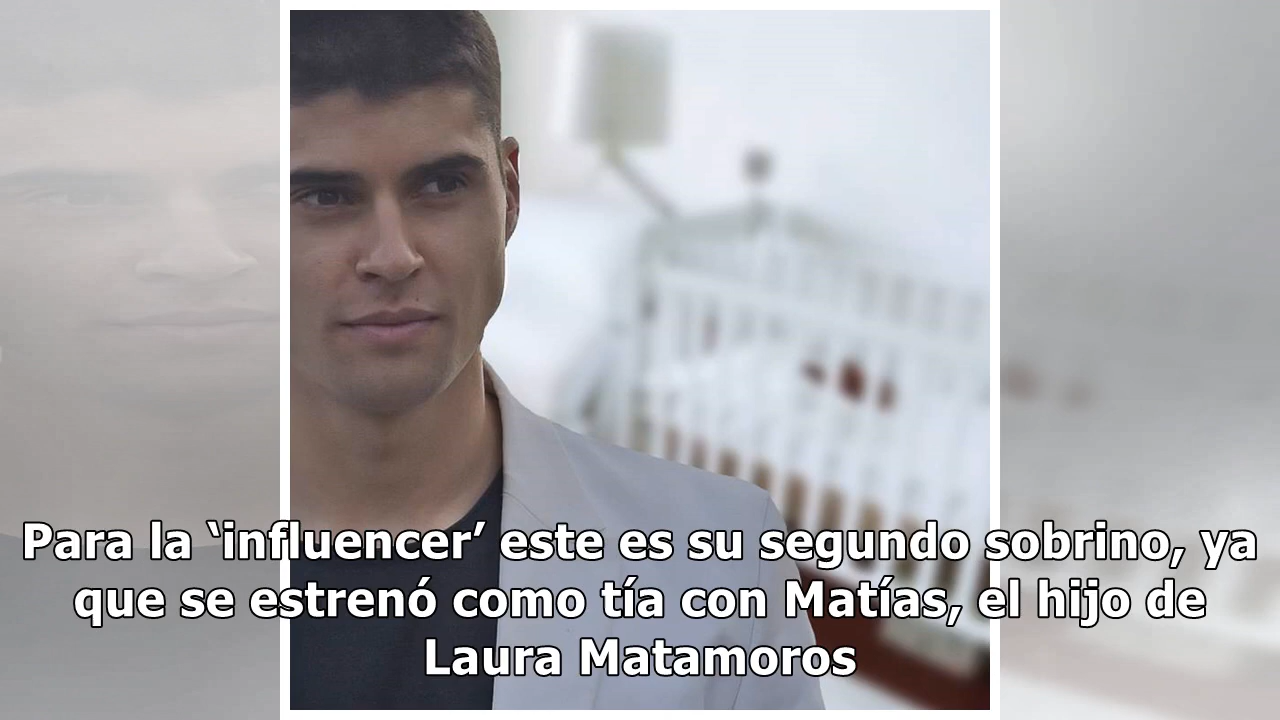 Para la ‘influencer’ este es su segundo sobrino, ya
que se estrenó como tía con Matías, el hijo de
Laura Matamoros